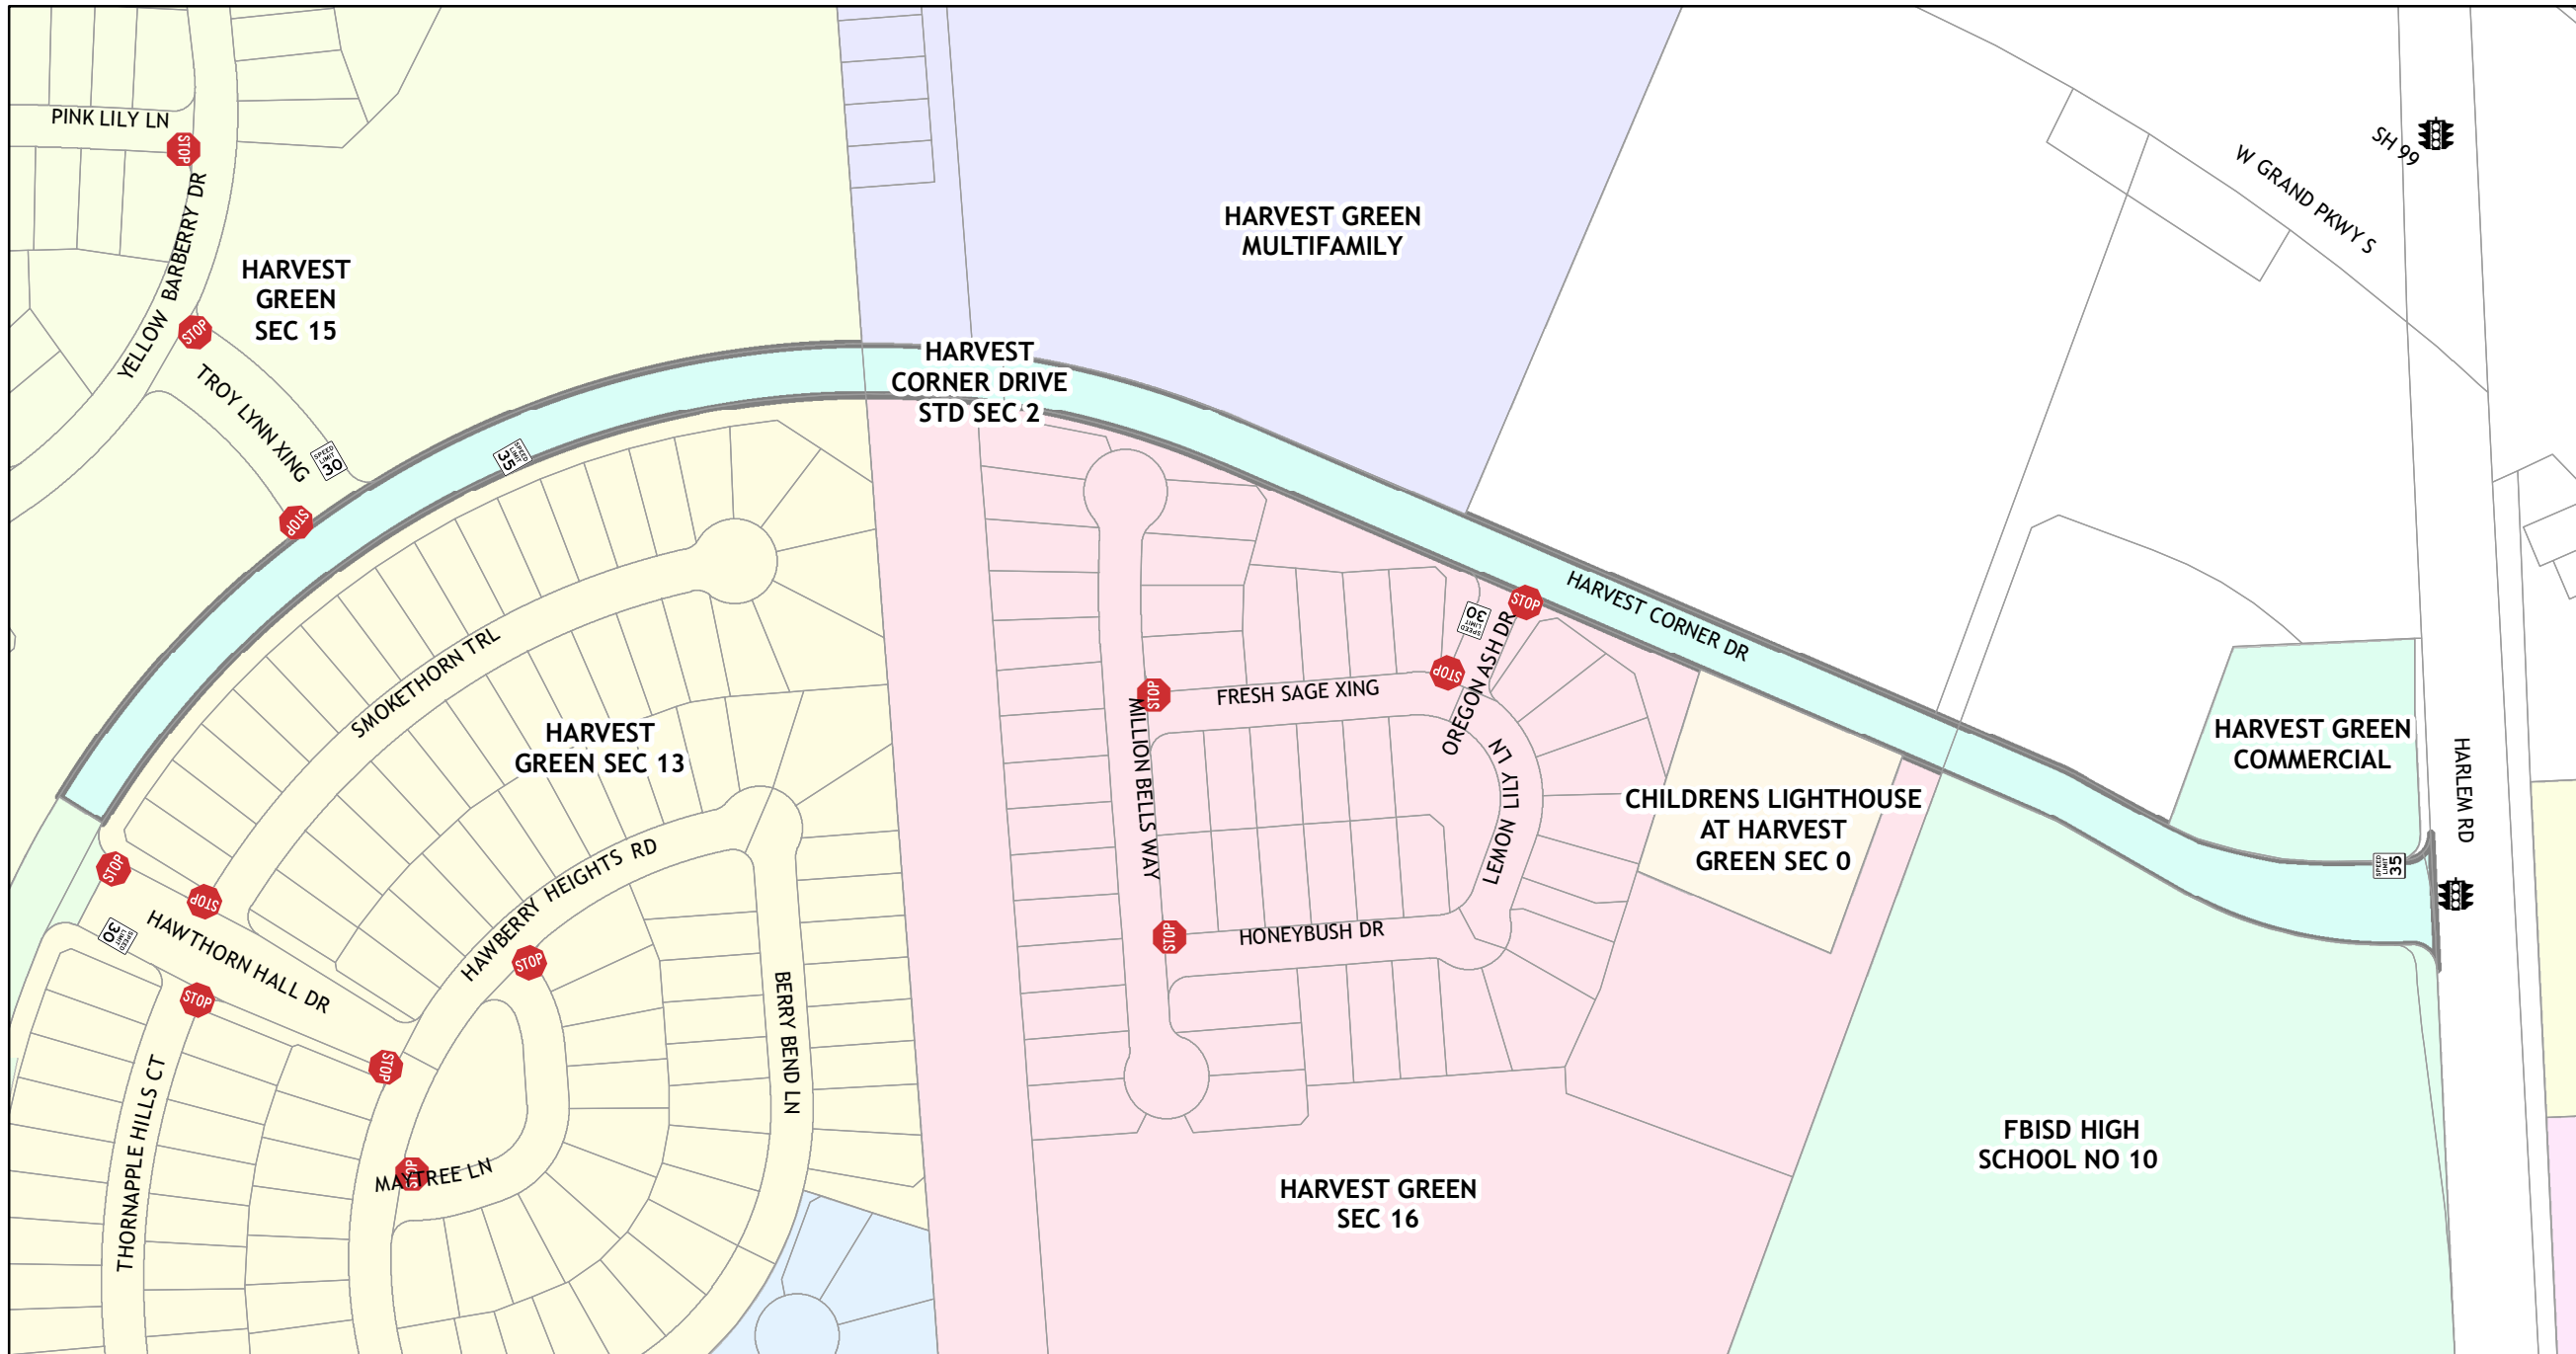 PINK LILY LN
STOP
YELLOW BARBERRY DR
HARVEST
GREEN
SEC 15
STOP
TROY LYNN XING
SPEED
LIMIT
30
STOP
SPEED
LIMIT
35
HARVEST GREEN
MULTIFAMILY
SH 99
W GRAND PKWY S
HARVEST
CORNER DRIVE
STD SEC 2
SMOKETHORN TRL
HARVEST
GREEN SEC 13
STOP
STOP
SPEED
LIMIT
30
HAWTHORN HALL DR
HAWBERRY HEIGHTS RD
STOP
STOP
STOP
BERRY BEND LN
THORNAPPLE HILLS CT
STOP
MAYTREE LN
STOP
SPEED
LIMIT
30
OREGON ASH DR
STOP
STOP
FRESH SAGE XING
MILLION BELLS WAY
LEMON LILY LN
STOP
HONEYBUSH DR
HARVEST CORNER DR
CHILDRENS LIGHTHOUSE
AT HARVEST
GREEN SEC 0
HARVEST GREEN
COMMERCIAL
HARLEM RD
SPEED
LIMIT
35
HARVEST GREEN
SEC 16
FBISD HIGH
SCHOOL NO 10